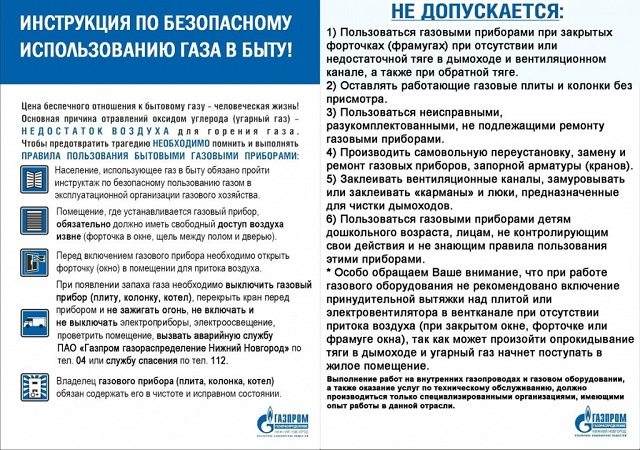 ИНСТРУКЦИЯ ПО БЕЗОПАСНОМУ
ИСПОЛЬЗОВАНИЮ ГАЗА В БЫТУ!
Цена беспечного отношения к бытовому газу - человеческая жизнь!
Основная причина отравлений оксидом углерода (угарный газ) –
НЕДОСТАТОК ВОЗДУХА для горения газа.
Чтобы предотвратить трагедию НЕОБХОДИМО помнить и выполнять
ПРАВИЛА ПОЛЬЗОВАНИЯ БЫТОВЫМИ ГАЗОВЫМИ ПРИБОРАМИ:
Население, использующее газ в быту обязано пройти
инструктаж по безопасному пользованию газом в
эксплуатационной организации газового хозяйства.
Помещение, где устанавливается газовый прибор,
обязательно должно иметь свободный доступ воздуха
извне (форточка в окне, щель между полом и дверью).
Перед включением газового прибора необходимо открыть
форточку (окно) в помещении для притока воздуха.
При появлении запаха газа необходимо выключить газовый
прибор (плиту, колонку, котел), перекрыть кран перед
прибором и не зажигать огонь, не включать и
не выключать электроприборы, электроосвещение,
проветрить помещение, вызвать аварийную службу
ПАО «Газпром газораспределение Нижний Новгород» по
тел. 04 или службу спасения по тел. 112.
Владелец газового прибора (плита, колонка, котел)
обязан содержать его в чистоте и исправном состоянии.
ГАЗПРОМ
ГАЗОРАСПРЕДЕЛЕНИЕ
НИЖНИЙ НОВГОРОД
НЕ ДОПУСКАЕТСЯ:
1) Пользоваться газовыми приборами при закрытых
форточках (фрамугах) при отсутствии или
недостаточной тяге в дымоходе и вентиляционном
канале, а также при обратной тяге.
2) Оставлять работающие газовые плиты и колонки без
присмотра.
3) Пользоваться неисправными,
разукомплектованными, не подлежащими ремонту
газовыми приборами.
4) Производить самовольную переустановку, замену и
ремонт газовых приборов, запорной арматуры (кранов).
5) Заклеивать вентиляционные каналы, замуровывать
или заклеивать «карманы» и люки, предназначенные
для чистки дымоходов.
6) Пользоваться газовыми приборами детям
дошкольного возраста, лицам, не контролирующим
свои действия и не знающим правила пользования
этими приборами.
* Особо обращаем Ваше внимание, что при работе
газового оборудования не рекомендовано включение
принудительной вытяжки над плитой или
электровентилятора в вентканале при отсутствии
притока воздуха (при закрытом окне, форточке или
фрамуге окна), так как может произойти опрокидывание
тяги в дымоходе и угарный газ начнет поступать в
жилое помещение.
Выполнение работ на внутренних газопроводах и газовом оборудовании,
а также оказание услуг по техническому обслуживанию, должно
производиться только специализированными организациями, имеющими
опыт работы в данной отрасли.
ГАЗПРОМ
ГАЗОРАСПРЕДЕЛЕНИЕ
НИЖНИЙ НОВГОРОД